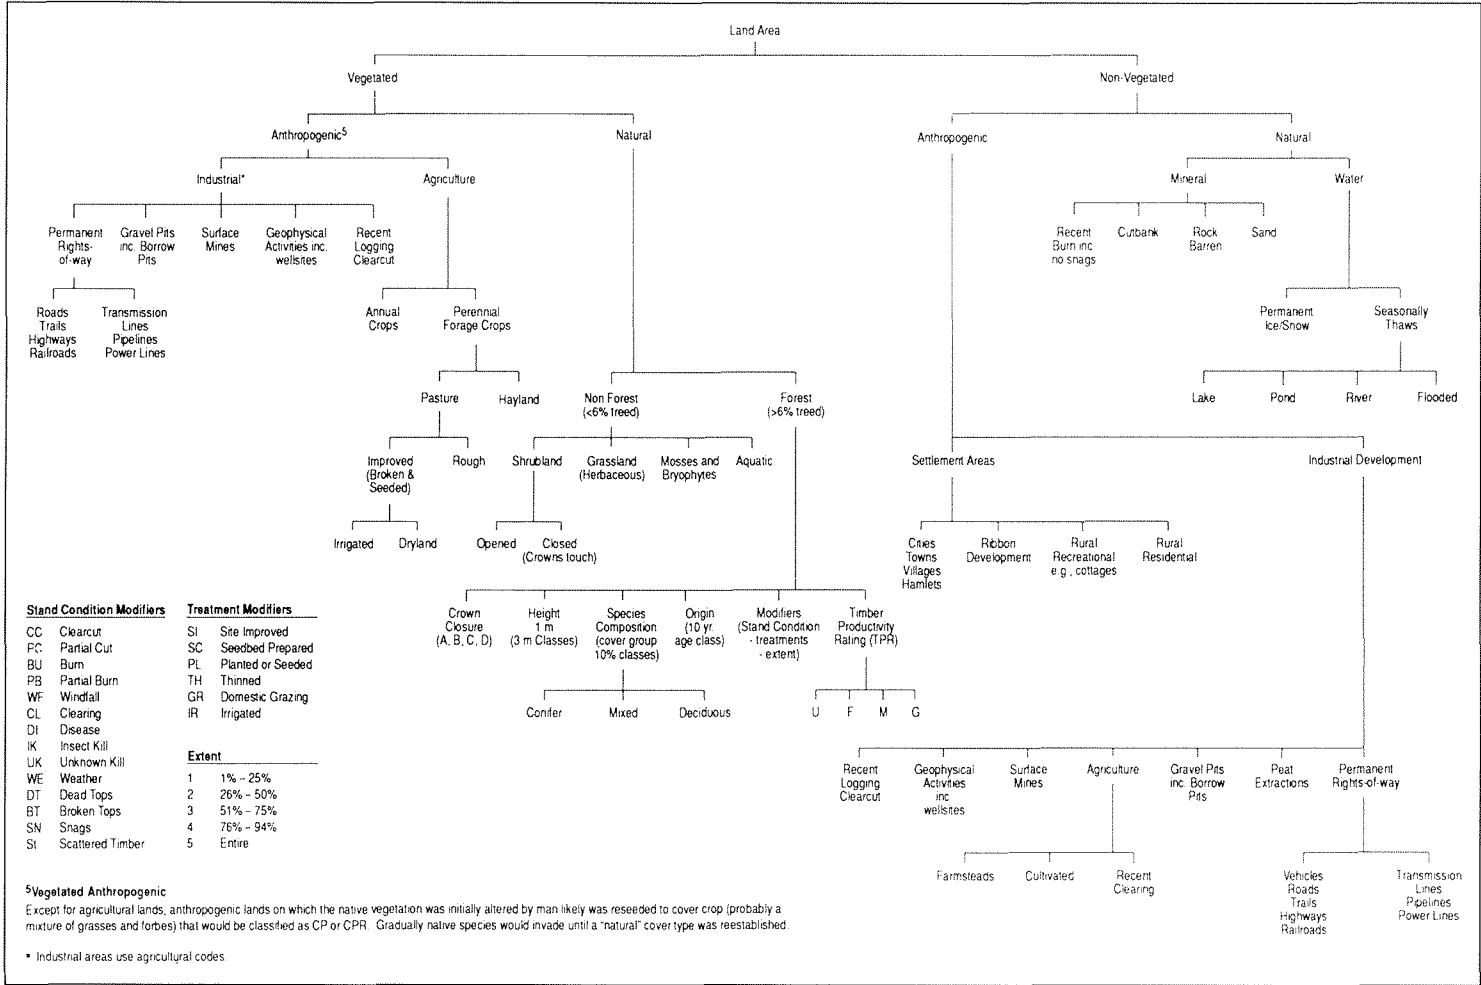 Land Area
Vegetated
Non-Vegetated
Anthropogenic5
Natural
Anthropogenic
Natural
Industrial*
Agriculture
Mineral
Water
Permanent
Rights-
of-way
Gravel Pits
inc. Borrow
Pits
Surface
Mines
Geophysical
Activities inc.
wellsites
Recent
Logging
Clearcut
Recent
Burn inc
no snags
Cutbank
Rock
Barren
Sand
Roads
Trails
Highways
Railroads
Transmission
Lines
Pipelines
Power Lines
Annual
Crops
Perennial
Forage Crops
Permanent
Ice/Snow
Seasonally
Thaws
Pasture
Hayland
Non Forest
(<6% treed)
Forest
(>6% treed)
Lake
Pond
River
Flooded
Improved
(Broken &
Seeded)
Rough
Shrubland
Grassland
(Herbaceous)
Mosses and
Bryophytes
Aquatic
Settlement Areas
Industrial Development
Irrigated
Dryland
Opened
Closed
(Crowns touch)
Cities
Towns
Villages
Hamlets
Ribbon
Development
Rural
Recreational
e.g., cottages
Rural
Residential
Crown
Closure
(A, B, C, D)
Height
1 m
(3 m Classes)
Species
Composition
(cover group
10% classes)
Origin
(10 yr.
age class)
Modifiers
(Stand Condition
- treatments
- extent)
Timber
Productivity
Rating (TPR)
Conifer
Mixed
Deciduous
U F M G
Recent
Logging
Clearcut
Geophysical
Activities
inc
wellsites
Surface
Mines
Agriculture
Gravel Pits
inc. Borrow
Pits
Peat
Extractions
Permanent
Rights-of-way
Farmsteads
Cultivated
Recent
Clearing
Vehicles
Roads
Trails
Highways
Railroads
Transmission
Lines
Pipelines
Power Lines
Stand Condition Modifiers
CC Clearcut
PC Partial Cut
BU Burn
PB Partial Burn
WF Windfall
CL Clearing
DI Disease
IK Insect Kill
UK Unknown Kill
WE Weather
DT Dead Tops
BT Broken Tops
SN Snags
St Scattered Timber
Treatment Modifiers
SI Site Improved
SC Seedbed Prepared
PL Planted or Seeded
TH Thinned
GR Domestic Grazing
IR Irrigated
Extent
1 1% - 25%
2 26% - 50%
3 51% - 75%
4 76% - 94%
5 Entire
5Vegetated Anthropogenic
Except for agricultural lands, anthropogenic lands on which the native vegetation was initially altered by man likely was reseeded to cover crop (probably a
mixture of grasses and forbes) that would be classified as CP or CPR. Gradually native species would invade until a "natural" cover type was reestablished.
* Industrial areas use agricultural codes.